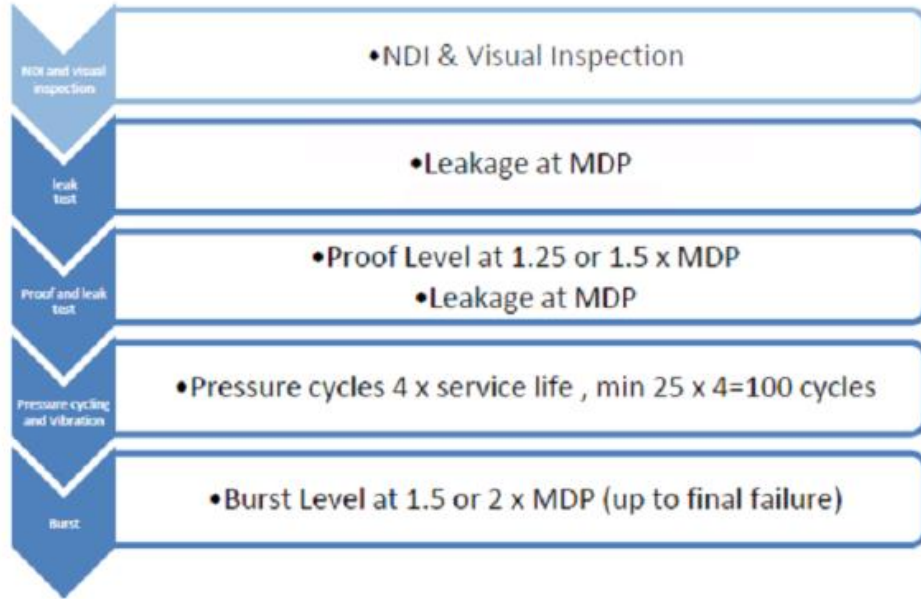 NDI and visual
inspection
•NDI & Visual Inspection
leak
test
•Leakage at MDP
Proof and leak
test
•Proof Level at 1.25 or 1.5 x MDP
•Leakage at MDP
Pressure cycling
and Vibration
•Pressure cycles 4 x service life , min 25 x 4=100 cycles
Burst
•Burst Level at 1.5 or 2 x MDP (up to final failure)